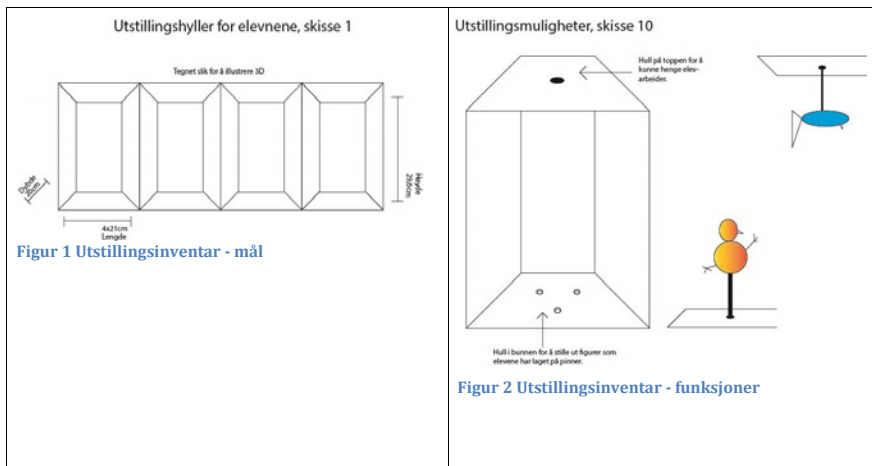 Utstillingshyller for elevnene, skisse 1
Tegnet slik for å illustrere 3D
Dybde
20cm
Høyde
29,6cm
4x21cm
Lengde
Figur 1 Utstillingsinventar - mål
Utstillingsmuligheter, skisse 10
Hull på toppen for å
kunne henge elev-
arbeider.
Hull i bunnen for å stille ut figurer som
elevene har laget på pinner.
Figur 2 Utstillingsinventar - funksjoner